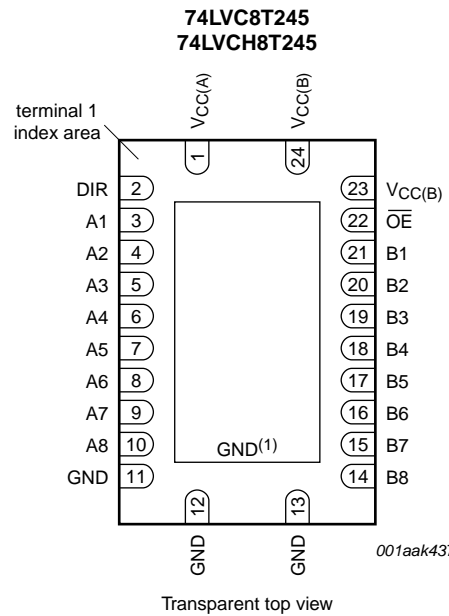 74LVC8T245
74LVCH8T245
VCC(A)
VCC(B)
terminal 1
index area
1
24
DIR 2
23 VCC(B)
A1 3
22 OE
A2 4
21 B1
A3 5
20 B2
A4 6
19 B3
A5 7
18 B4
A6 8
17 B5
A7 9
16 B6
A8 10
15 B7
GND(1)
GND 11
14 B8
12
13
GND
GND
001aak437
Transparent top view